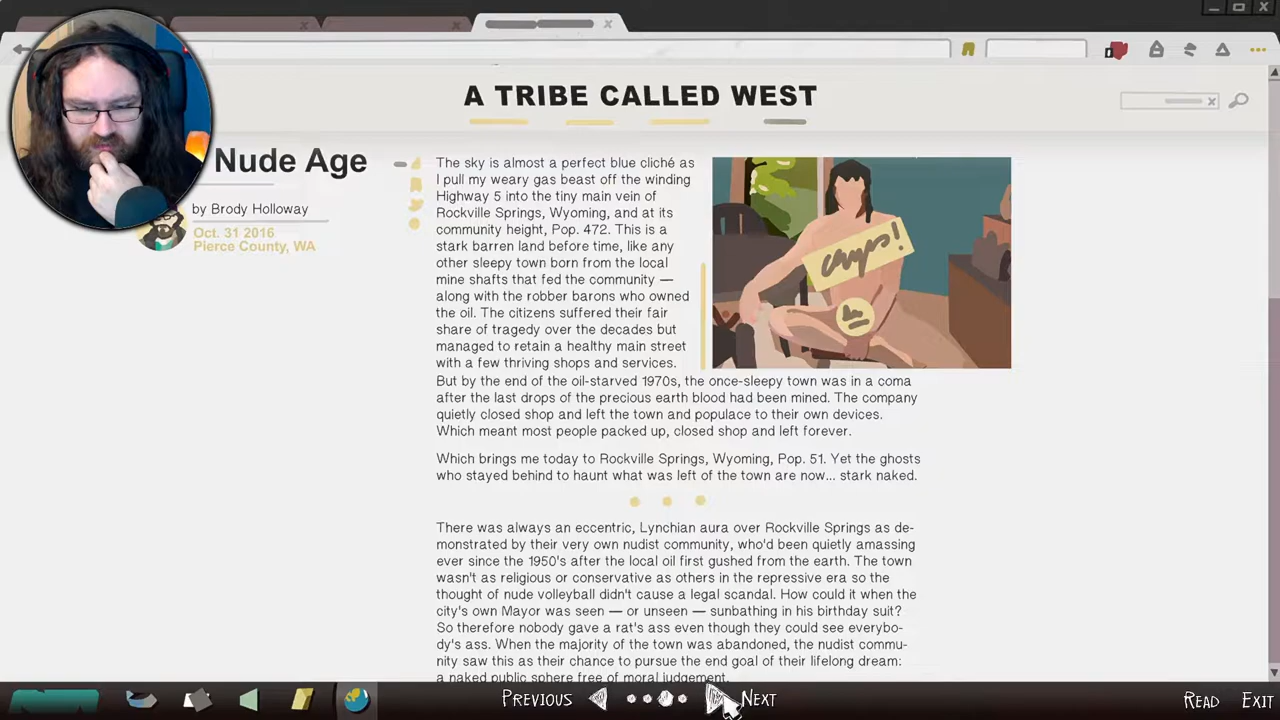 A TRIBE CALLED WEST
Nude Age
by Brody Holloway
Oct. 31 2016
Pierce County, WA
The sky is almost a perfect blue cliché as
I pull my weary gas beast off the winding
Highway 5 into the tiny main vein of
Rockville Springs, Wyoming, and at its
community height, Pop. 472. This is a
stark barren land before time, like any
other sleepy town born from the local
mine shafts that fed the community —
along with the robber barons who owned
the oil. The citizens suffered their fair
share of tragedy over the decades but
managed to retain a healthy main street
with a few thriving shops and services.
But by the end of the oil-starved 1970s, the once-sleepy town was in a coma
after the last drops of the precious earth blood had been mined. The company
quietly closed shop and left the town and populace to their own devices.
Which meant most people packed up, closed shop and left forever.
Which brings me today to Rockville Springs, Wyoming, Pop. 51. Yet the ghosts
who stayed behind to haunt what was left of the town are now... stark naked.
There was always an eccentric, Lynchian aura over Rockville Springs as de-
monstrated by their very own nudist community, who'd been quietly amassing
ever since the 1950's after the local oil first gushed from the earth. The town
wasn't as religious or conservative as others in the repressive era so the
thought of nude volleyball didn't cause a legal scandal. How could it when the
city's own Mayor was seen — or unseen — sunbathing in his birthday suit?
So therefore nobody gave a rat's ass even though they could see everybo-
dy's ass. When the majority of the town was abandoned, the nudist commu-
nity saw this as their chance to pursue the end goal of their lifelong dream:
a naked public sphere free of moral judgement.
PREVIOUS
NEXT
READ
EXIT